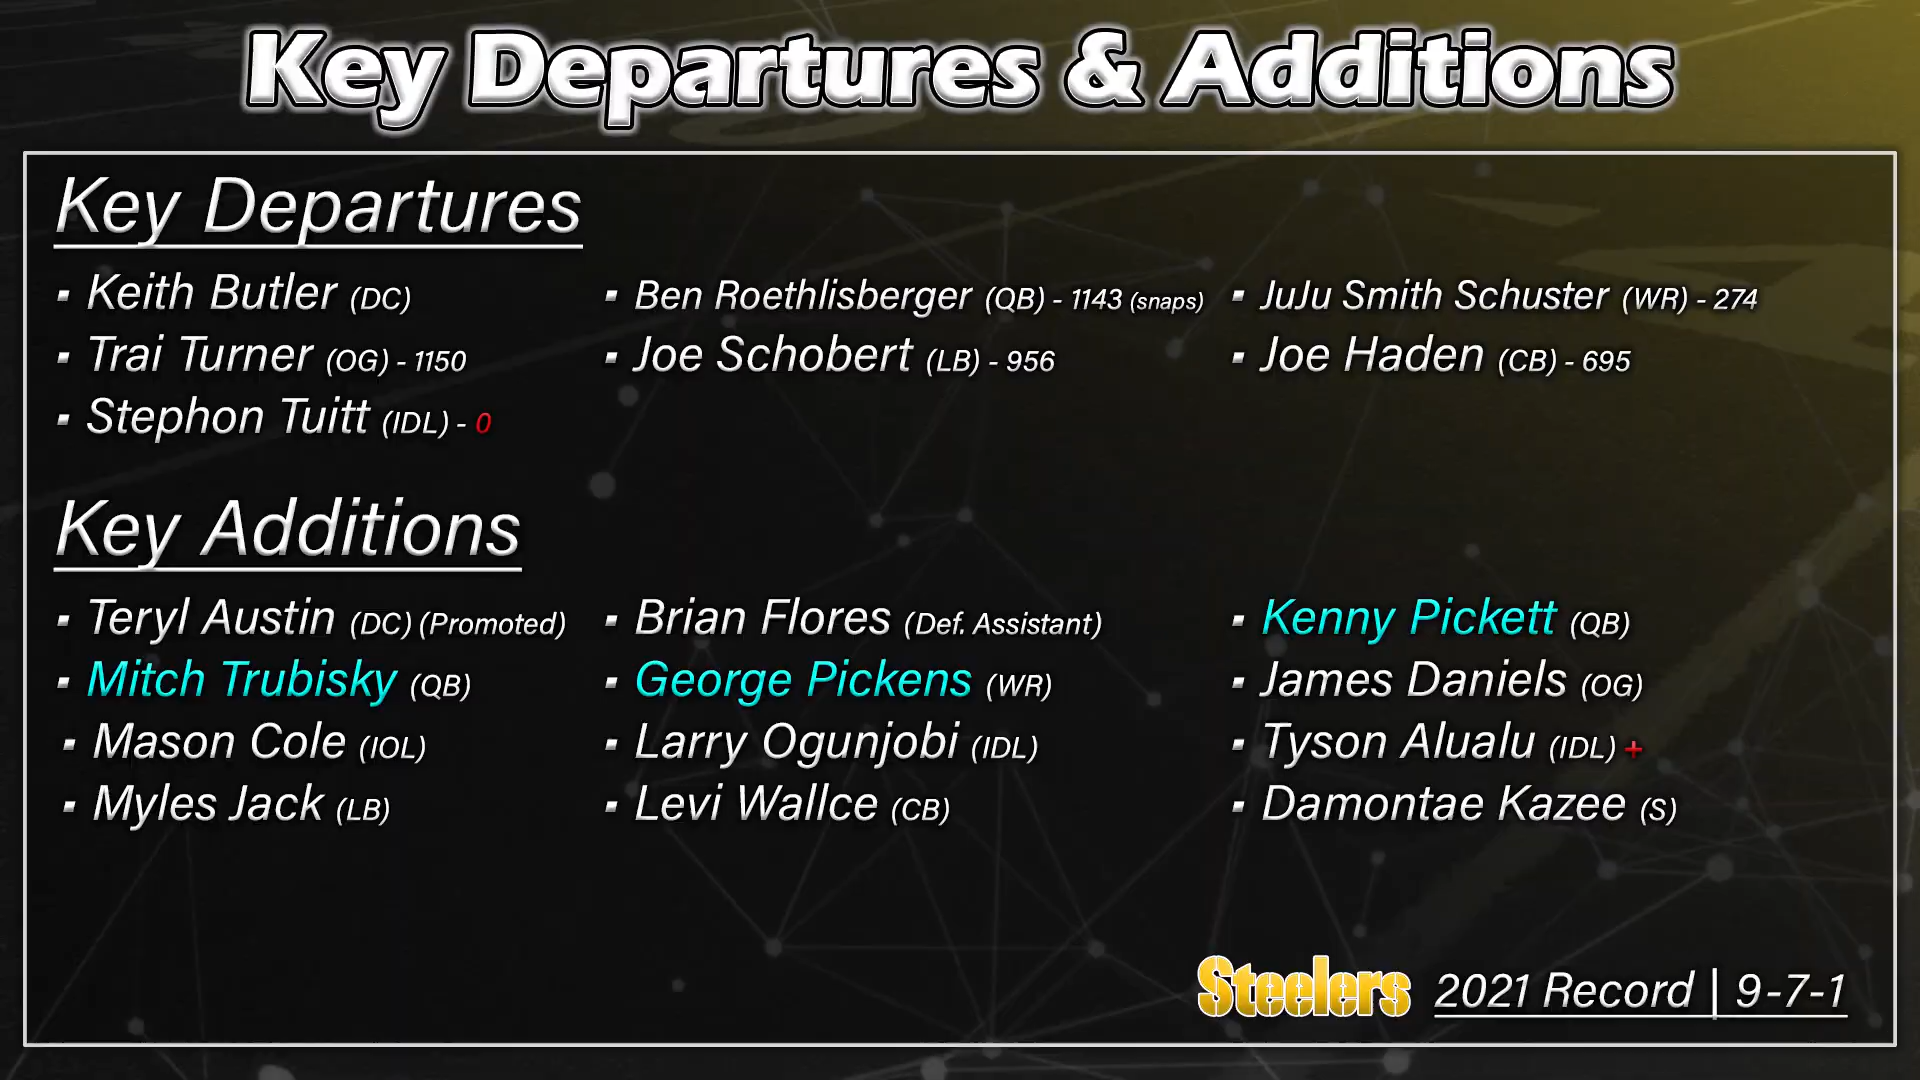 Key Departures & Additions
Key Departures
▪ Keith Butler (DC)
▪ Ben Roethlisberger (QB) - 1143 (snaps)
▪ JuJu Smith Schuster (WR) - 274
▪ Trai Turner (OG) - 1150
▪ Joe Schobert (LB) - 956
▪ Joe Haden (CB) - 695
▪ Stephon Tuitt (IDL) - 0
Key Additions
▪ Teryl Austin (DC) (Promoted)
▪ Brian Flores (Def. Assistant)
▪ Kenny Pickett (QB)
▪ Mitch Trubisky (QB)
▪ George Pickens (WR)
▪ James Daniels (OG)
▪ Mason Cole (IOL)
▪ Larry Ogunjobi (IDL)
▪ Tyson Alualu (IDL) +
▪ Myles Jack (LB)
▪ Levi Wallce (CB)
▪ Damontae Kazee (S)
Steelers 2021 Record | 9-7-1